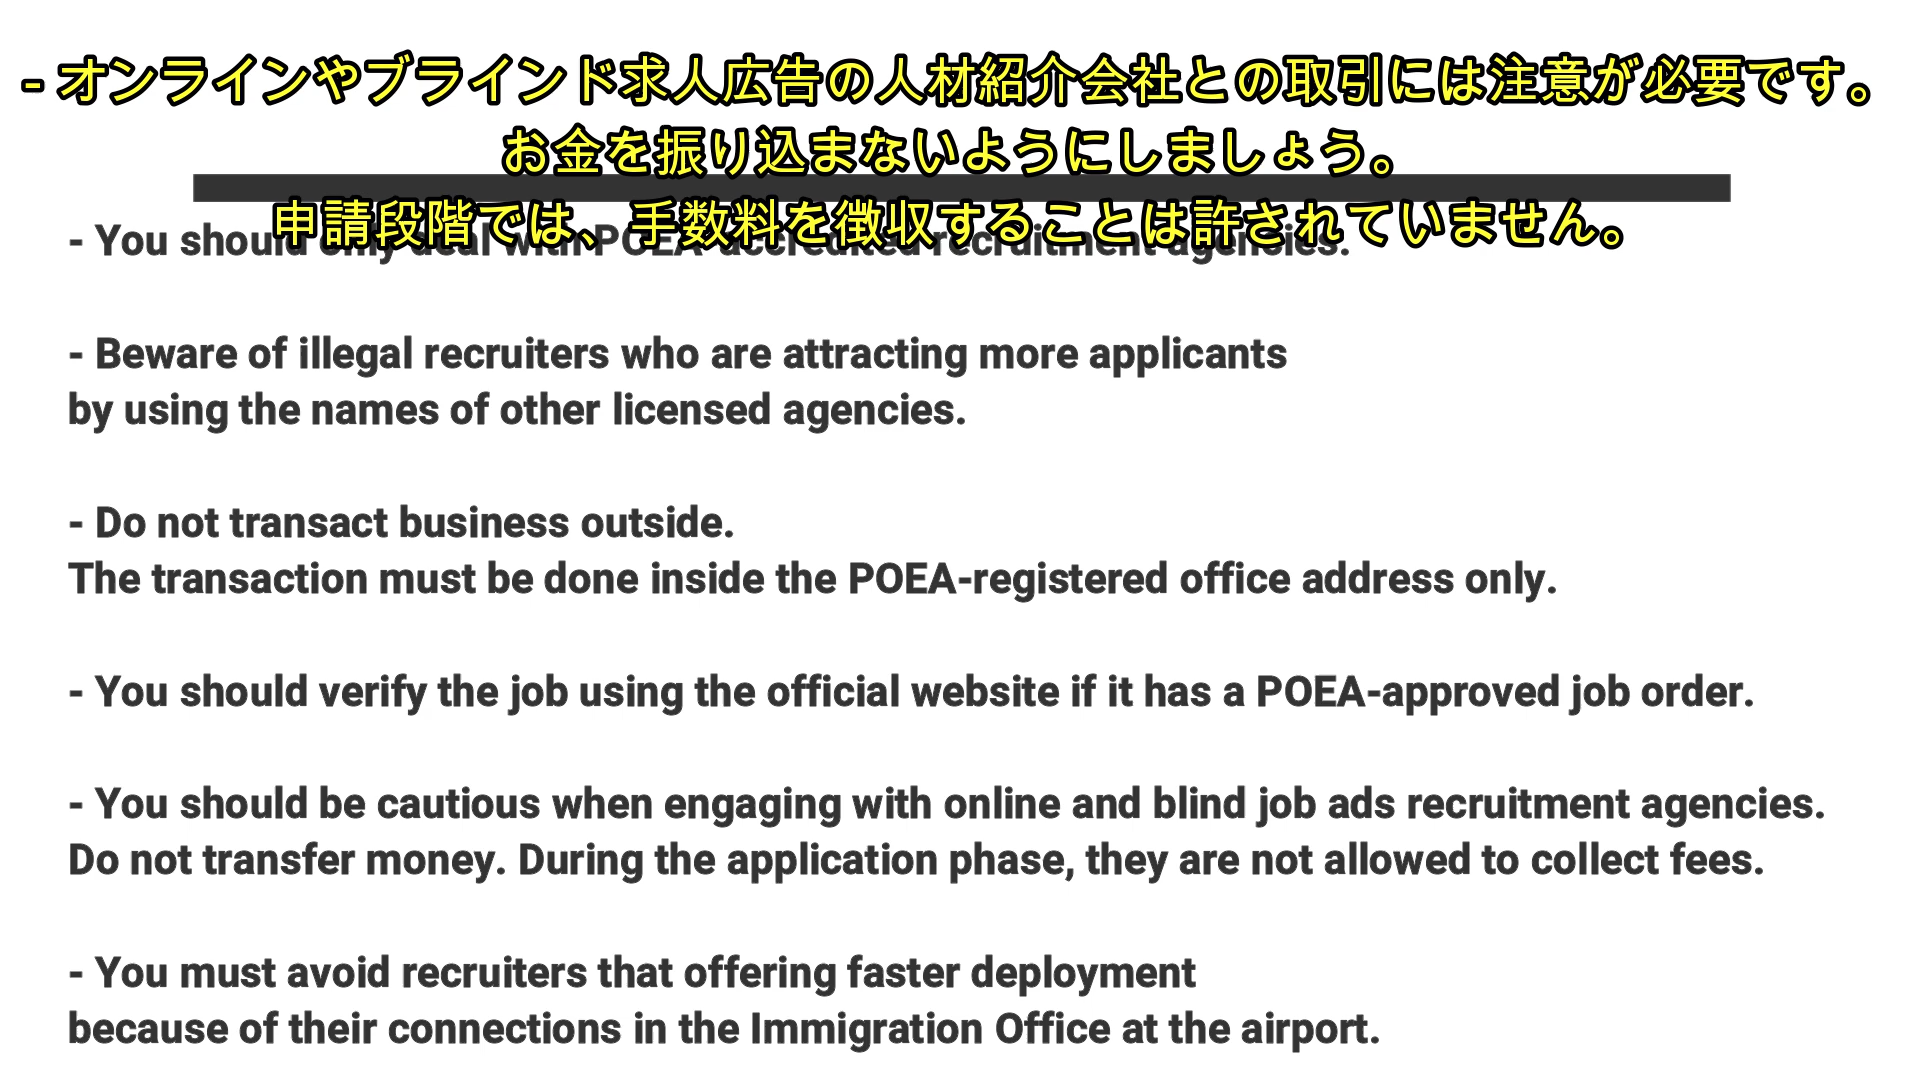 - オンラインやブラインド求人広告の人材紹介会社との取引には注意が必要です。
お金を振り込まないようにしましょう。
申請段階では、手数料を徴収することは許されていません。
- You should only deal with POEA-accredited recruitment agencies.
- Beware of illegal recruiters who are attracting more applicants
by using the names of other licensed agencies.
- Do not transact business outside.
The transaction must be done inside the POEA-registered office address only.
- You should verify the job using the official website if it has a POEA-approved job order.
- You should be cautious when engaging with online and blind job ads recruitment agencies.
Do not transfer money. During the application phase, they are not allowed to collect fees.
- You must avoid recruiters that offering faster deployment
because of their connections in the Immigration Office at the airport.